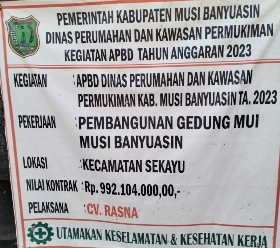 PEMERINTAH KABUPATEN MUSI BANYUASIN
DINAS PERUMAHAN DAN KAWASAN PERMUKIMAN
KEGIATAN APBD TAHUN ANGGARAN 2023
KEGIATAN : APBD DINAS PERUMAHAN DAN KAWASAN
PERMUKIMAN KAB. MUSI BANYUASIN TA. 2023
PEKERJAAN : PEMBANGUNAN GEDUNG MUI
MUSI BANYUASIN
LOKASI : KECAMATAN SEKAYU
NILAI KONTRAK : Rp. 992.104.000,00,-
PELAKSANA : CV. RASNA
UTAMAKAN KESELAMATAN & KESEHATAN KERJA